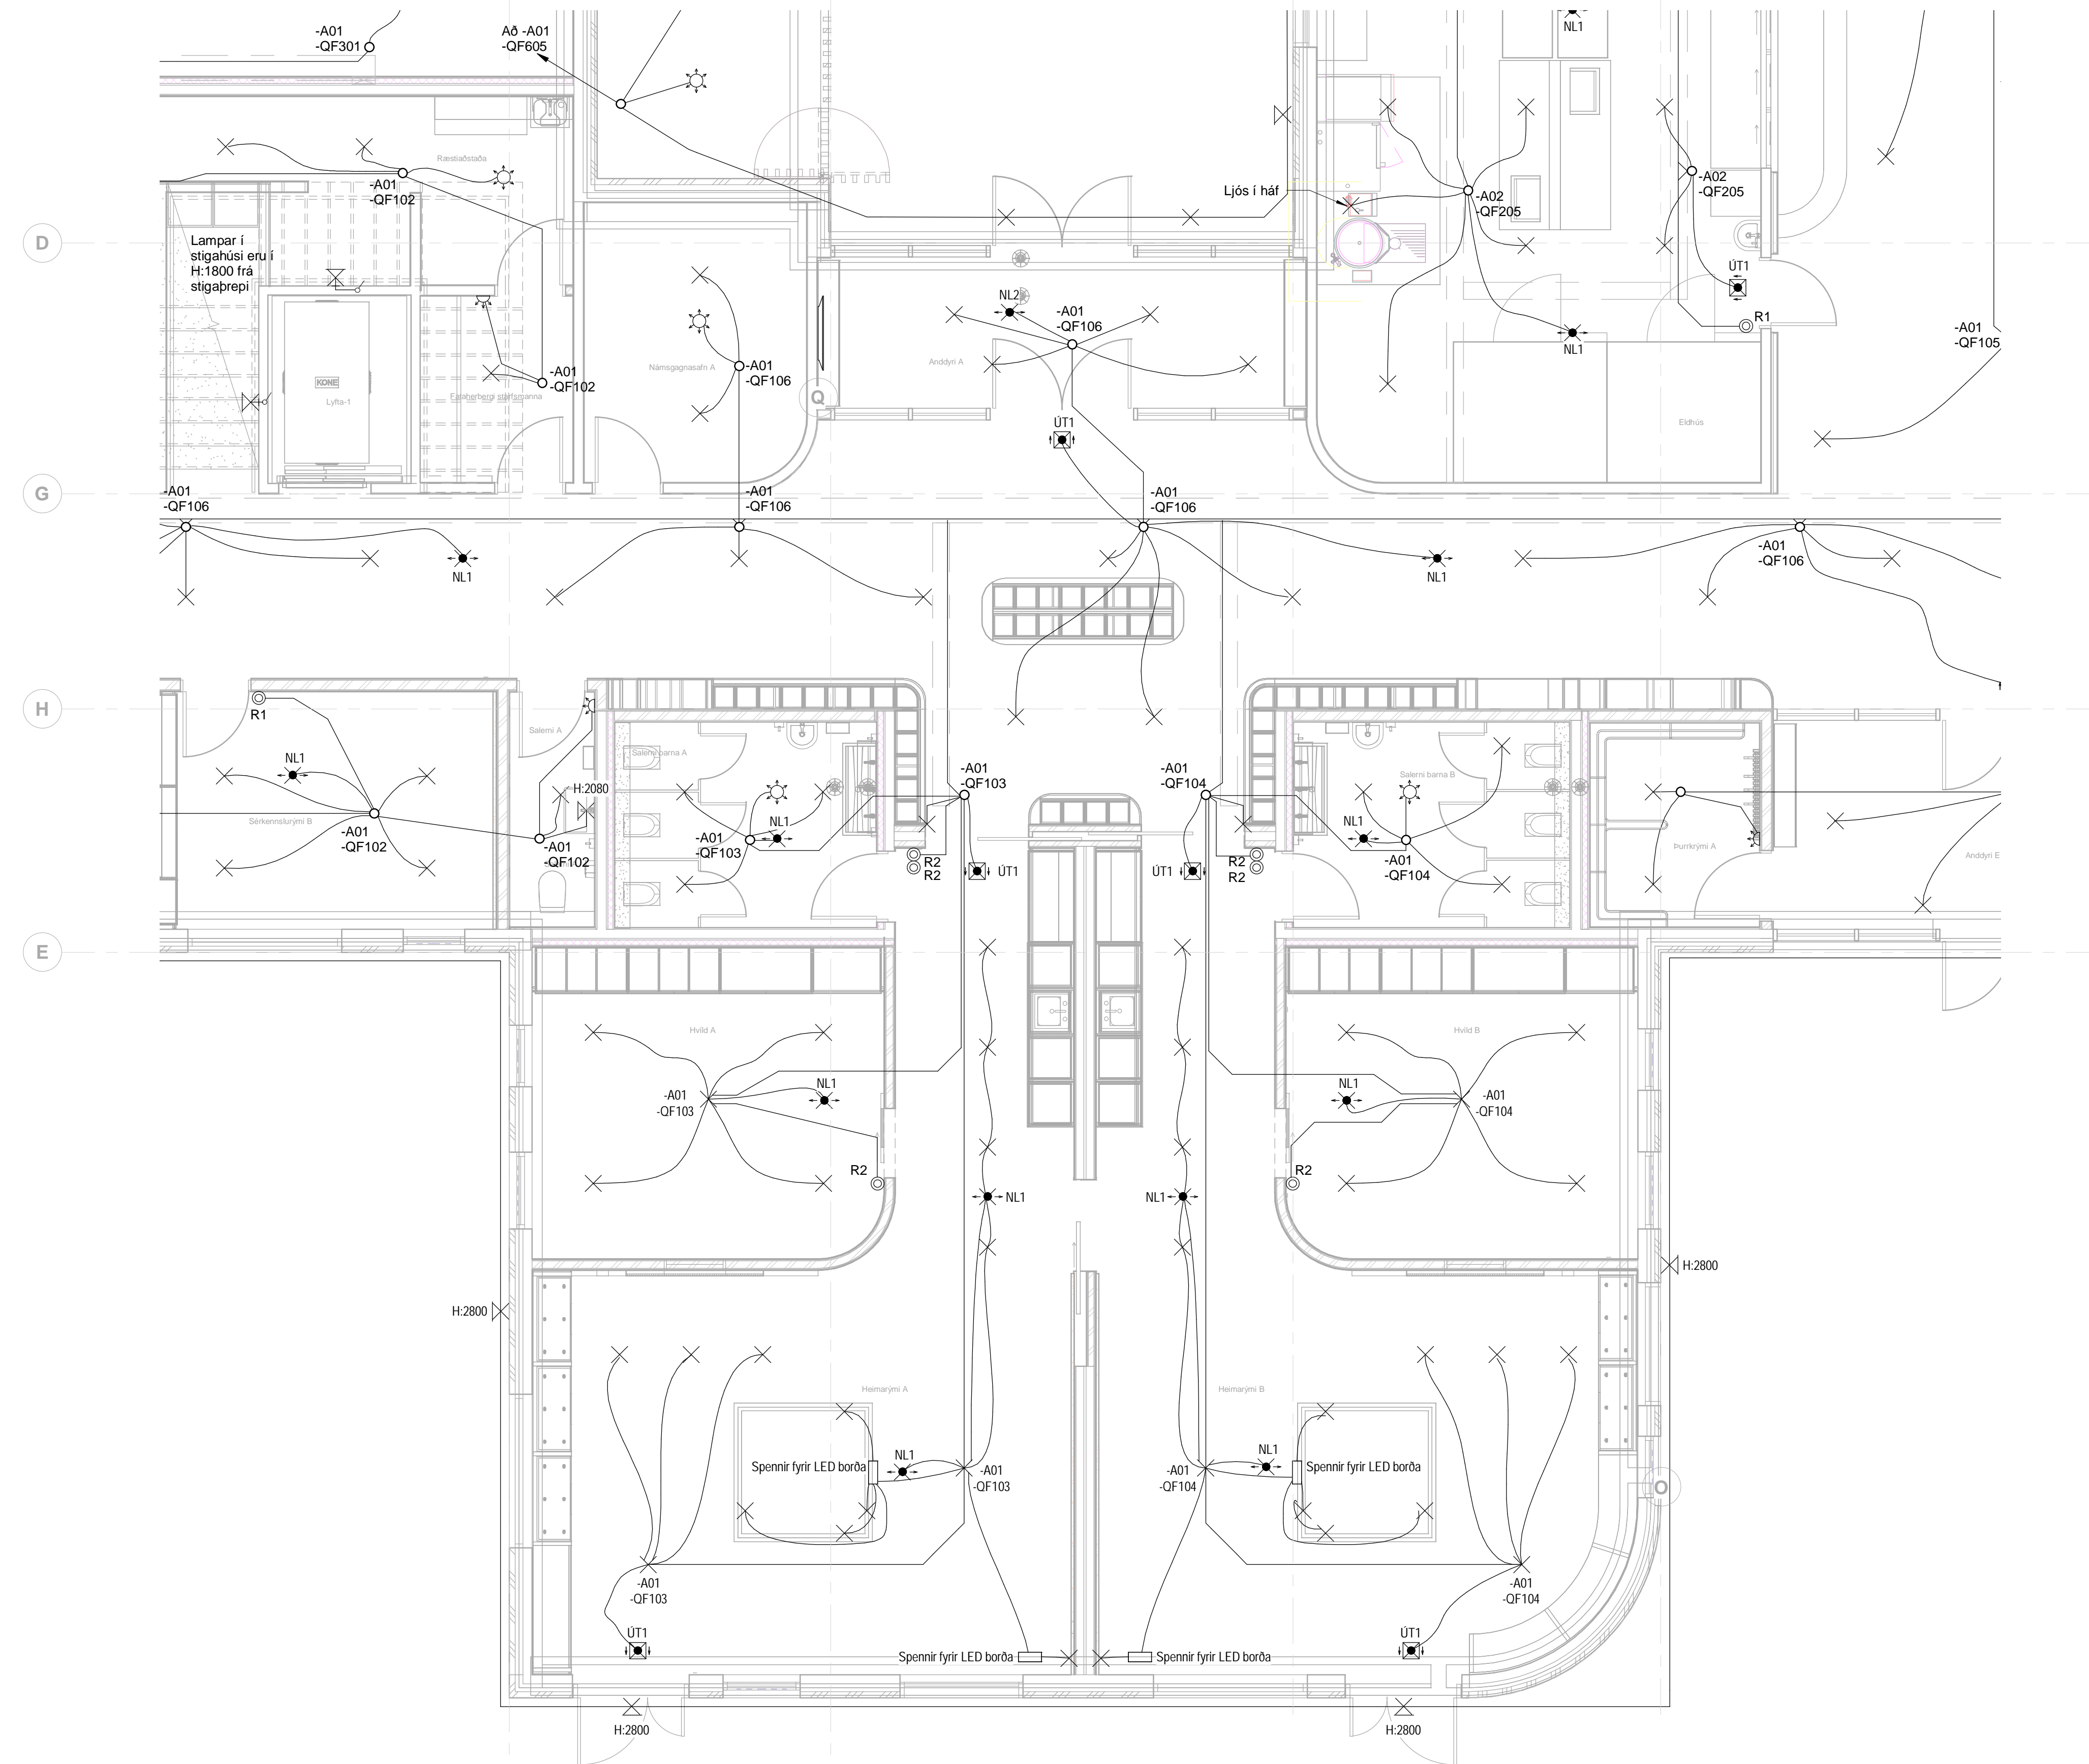 -A01
-QF301
Að -A01
-QF605
NL1
Ræstiaðstaða
-A01
-QF102
Ljós í háf
-A02
-QF205
-A02
-QF205
D
Lampar í
stigahúsi eru í
H:1800 frá
stigaþrepi
ÚT1
NL2
-A01
-QF106
R1
NL1
-A01
-QF105
KONE
Lyfta-1
-A01
-QF102
Námsgagnasafn A
-A01
-QF106
Anddyri A
Q
ÚT1
Eldhús
G
-A01
-QF106
-A01
-QF106
-A01
-QF106
NL1
NL1
-A01
-QF106
H
R1
Salerni A
Salerni barna A
NL1
H:2080
-A01
-QF103
-A01
-QF104
Salerni barna B
Sérkennslurými B
-A01
-QF102
-A01
-QF102
-A01
-QF103
NL1
R2
R2
ÚT1
ÚT1
R2
R2
NL1
-A01
-QF104
Þurrkrými A
Anddyri E
E
Hvíld A
Hvíld B
-A01
-QF103
NL1
NL1
-A01
-QF104
R2
NL1
NL1
R2
H:2800
H:2800
Heimarými A
Heimarými B
Spennir fyrir LED borða
NL1
-A01
-QF103
-A01
-QF104
NL1
Spennir fyrir LED borða
O
-A01
-QF103
-A01
-QF104
ÚT1
ÚT1
Spennir fyrir LED borða
Spennir fyrir LED borða
H:2800
H:2800